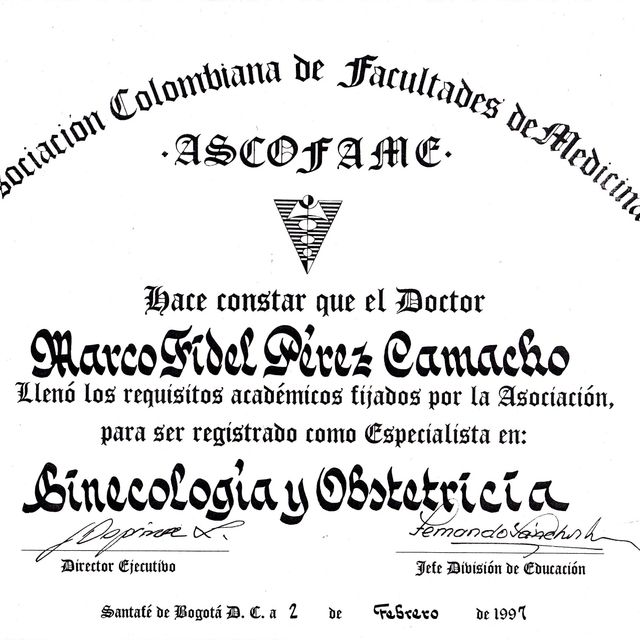 sociación Colombiana de Facultades de Medicina
·ASCOFAME·
Hace constar que el Doctor
Marco Fidel Pérez Camacho
Llenó los requisitos académicos fijados por la Asociación,
para ser registrado como Especialista en:
Ginecología y Obstetricia
Director Ejecutivo
Jefe División de Educación
Santafé de Bogotá D. C. a 2 de Febrero de 1997